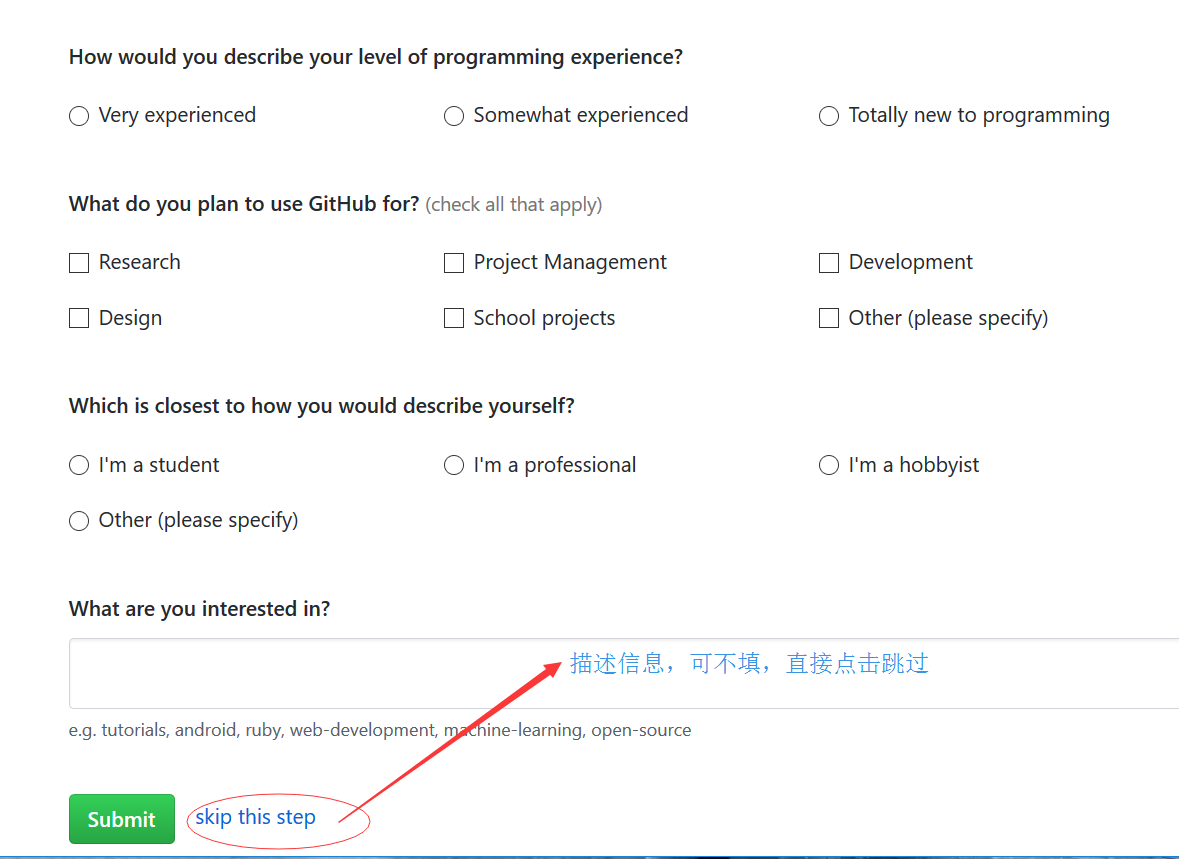 How would you describe your level of programming experience?
Very experienced Somewhat experienced Totally new to programming
What do you plan to use GitHub for? (check all that apply)
Research Project Management Development
Design School projects Other (please specify)
Which is closest to how you would describe yourself?
I'm a student I'm a professional I'm a hobbyist
Other (please specify)
What are you interested in?
描述信息，可不填，直接点击跳过
e.g. tutorials, android, ruby, web-development, machine-learning, open-source
Submit skip this step